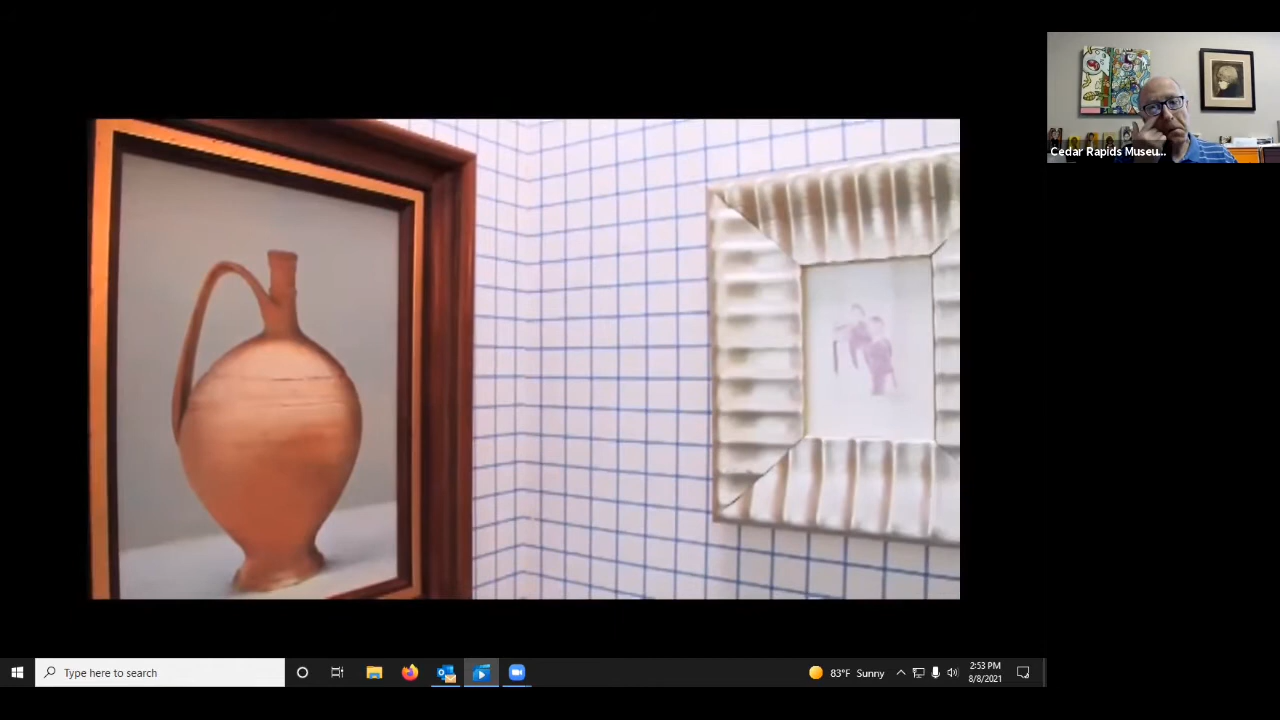 Cedar Rapids Museu...
Type here to search
83°F Sunny
2:53 PM
8/8/2021